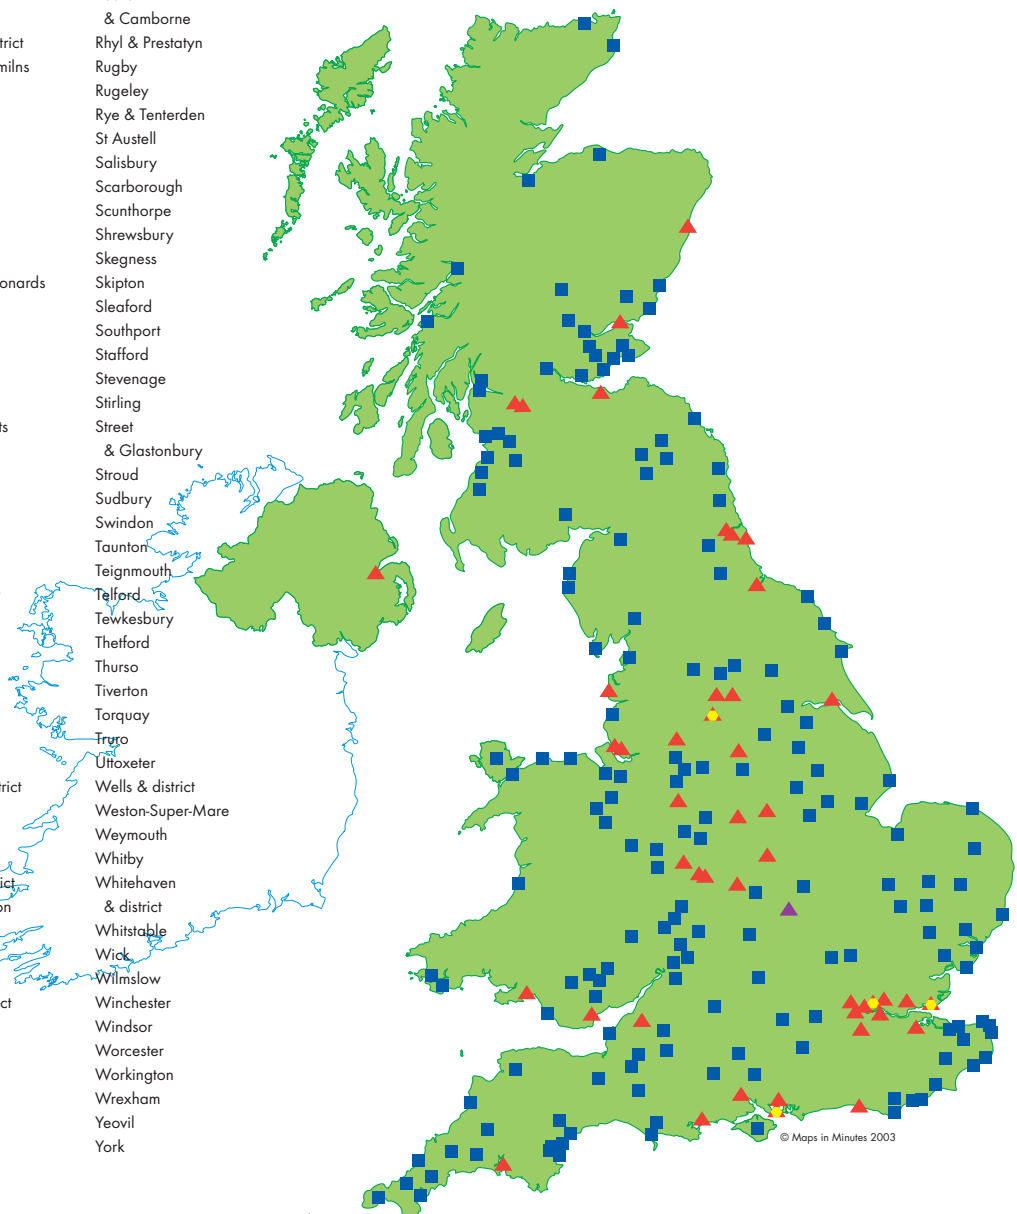 & Camborne
Rhyl & Prestatyn
Rugby
Rugeley
Rye & Tenterden
St Austell
Salisbury
Scarborough
Scunthorpe
Shrewsbury
Skegness
Skipton
Sleaford
Southport
Stafford
Stevenage
Stirling
Street
& Glastonbury
Stroud
Sudbury
Swindon
Taunton
Teignmouth
Telford
Tewkesbury
Thetford
Thurso
Tiverton
Torquay
Truro
Uttoxeter
Wells & district
Weston-Super-Mare
Weymouth
Whitby
Whitehaven
& district
Whitstable
Wick
Wilmslow
Winchester
Windsor
Worcester
Workington
Wrexham
Yeovil
York
© Maps in Minutes 2003